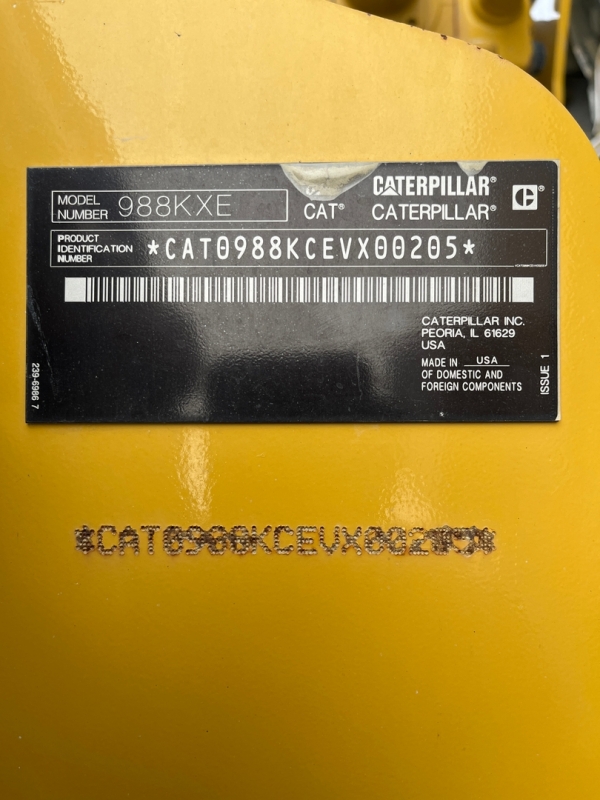 MODEL NUMBER 988KXE
CAT® CATERPILLAR®
CATERPILLAR®
C®
PRODUCT IDENTIFICATION NUMBER *CAT0988KCEVX00205*
CATERPILLAR INC.
PEORIA, IL 61629
USA
MADE IN USA
OF DOMESTIC AND
FOREIGN COMPONENTS
ISSUE 1
239-6986 7
*CAT0988KCEVX00205*